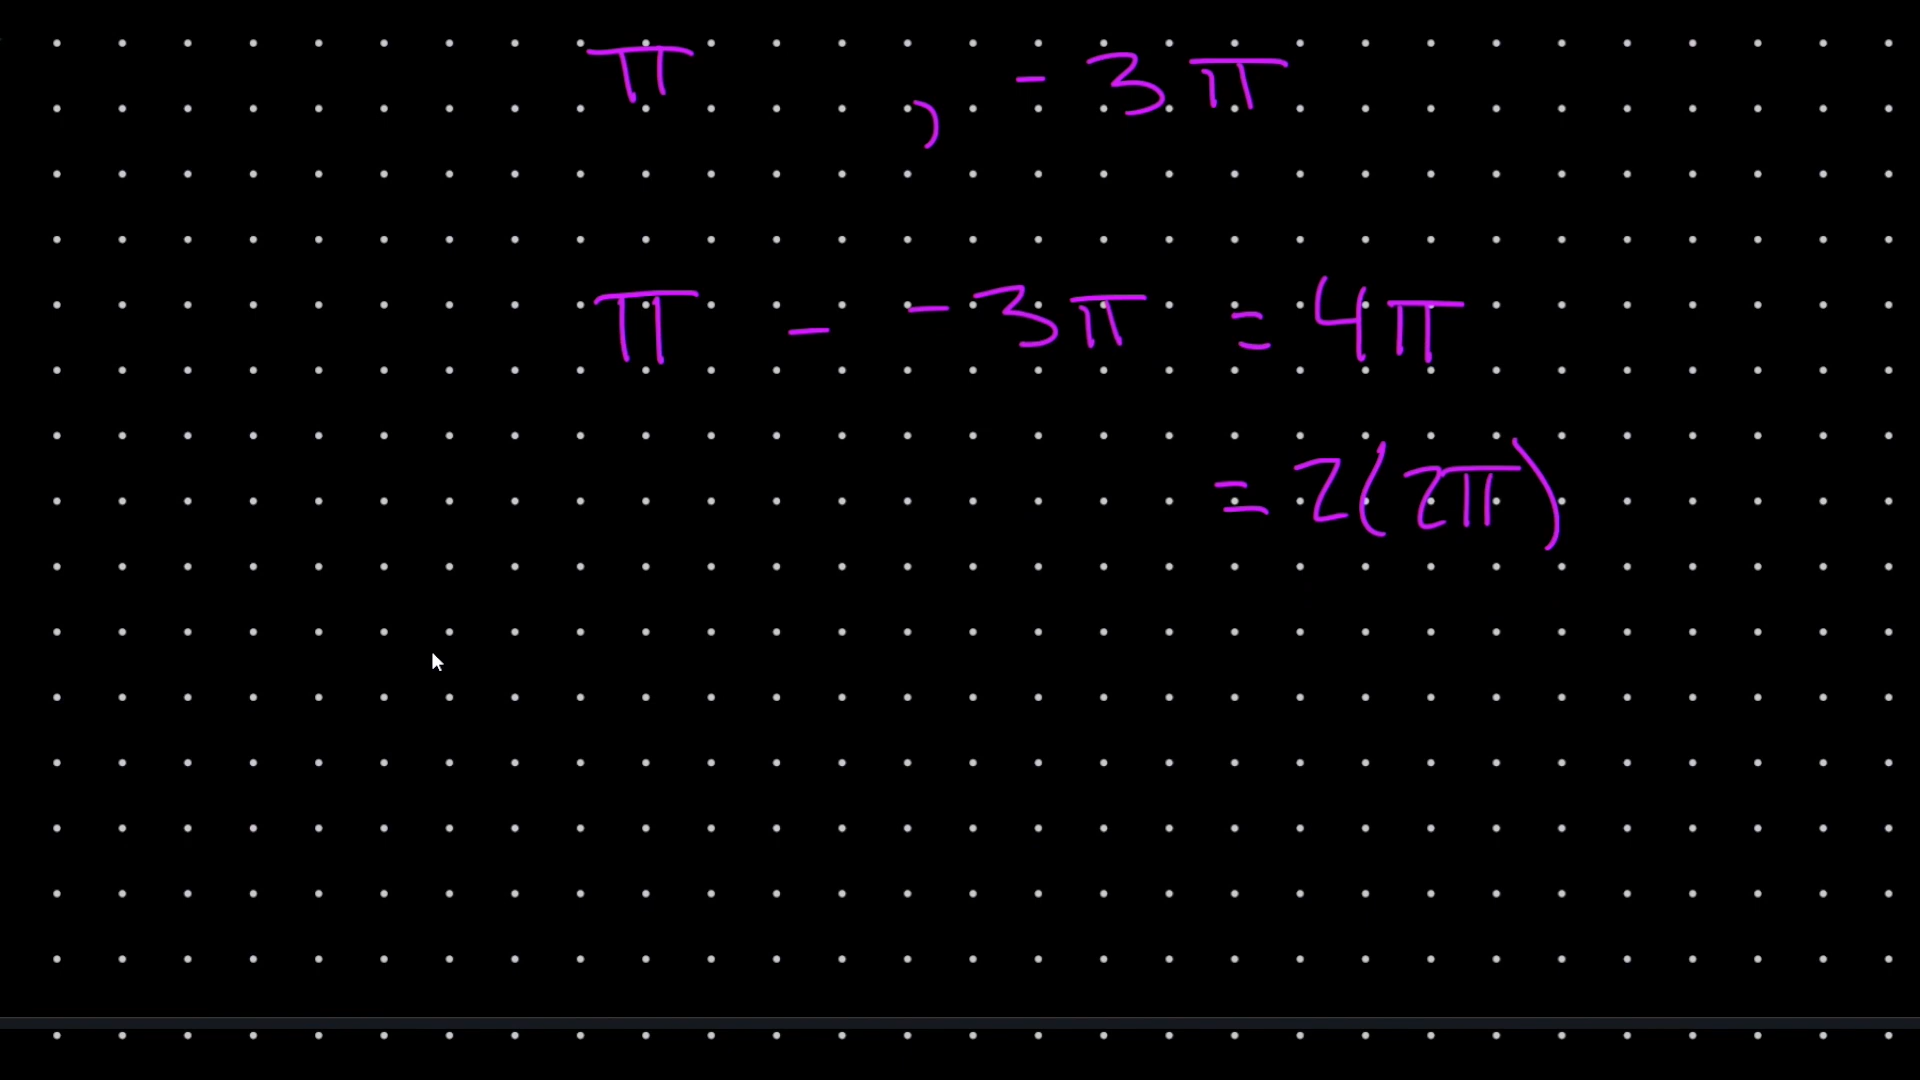 π , - 3π
π - -3π = 4π
= 2(2π)